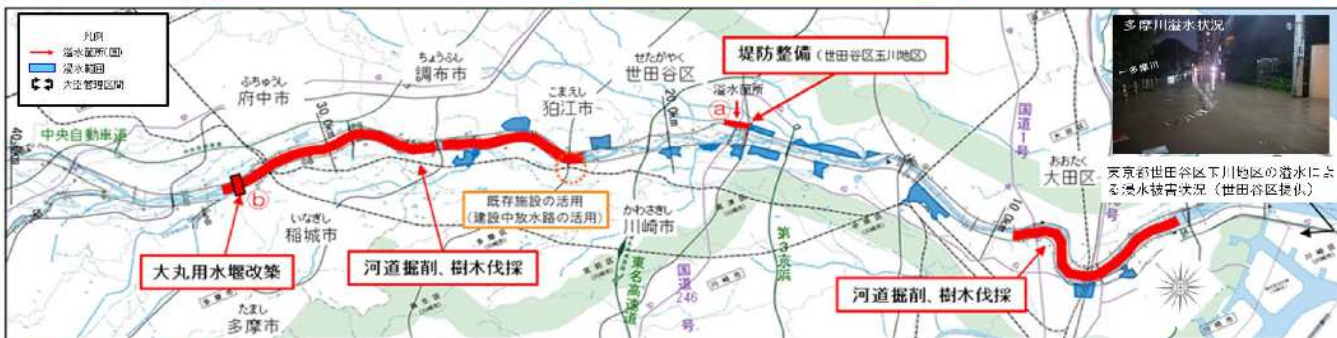 凡例
溢水箇所(国)
浸水範囲
大臣管理区間
ふちゅうし
府中市
ちょうふし
調布市
こまえし
狛江市
せたがやく
世田谷区
堤防整備（世田谷区玉川地区）
溢水箇所
ⓐ
国道1号
おおたく
大田区
中央自動車道
30.0km
20.0km
10.0km
ⓑ
いなぎし
稲城市
既存施設の活用
（建設中放水路の活用）
かわさきし
川崎市
東名高速道
国道246号
第3京浜
大丸用水堰改築
河道掘削、樹木伐採
河道掘削、樹木伐採
たまし
多摩市
多摩川溢水状況
←多摩川
東京都世田谷区玉川地区の溢水によ
る浸水被害状況（世田谷区提供）